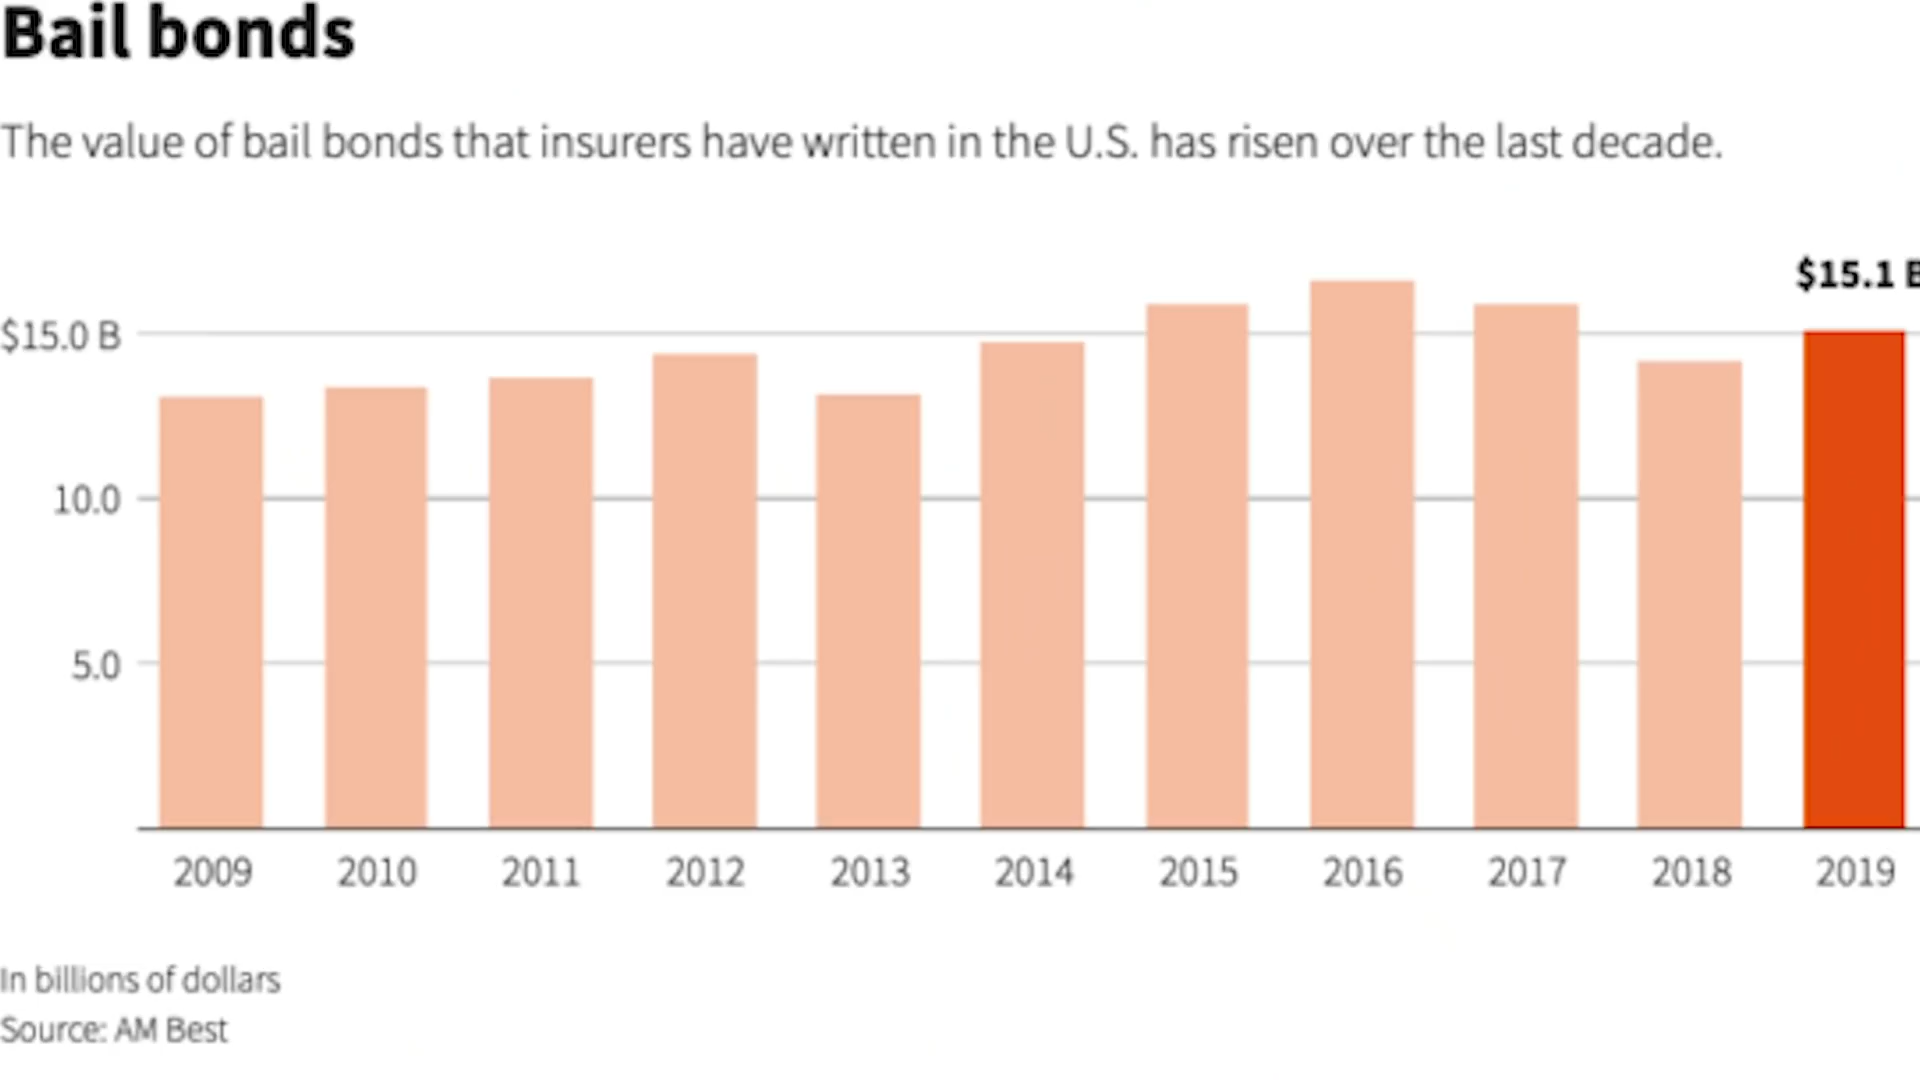 Bail bonds
The value of bail bonds that insurers have written in the U.S. has risen over the last decade.
$15.1 B
$15.0 B
10.0
5.0
2009 2010 2011 2012 2013 2014 2015 2016 2017 2018 2019
In billions of dollars
Source: AM Best